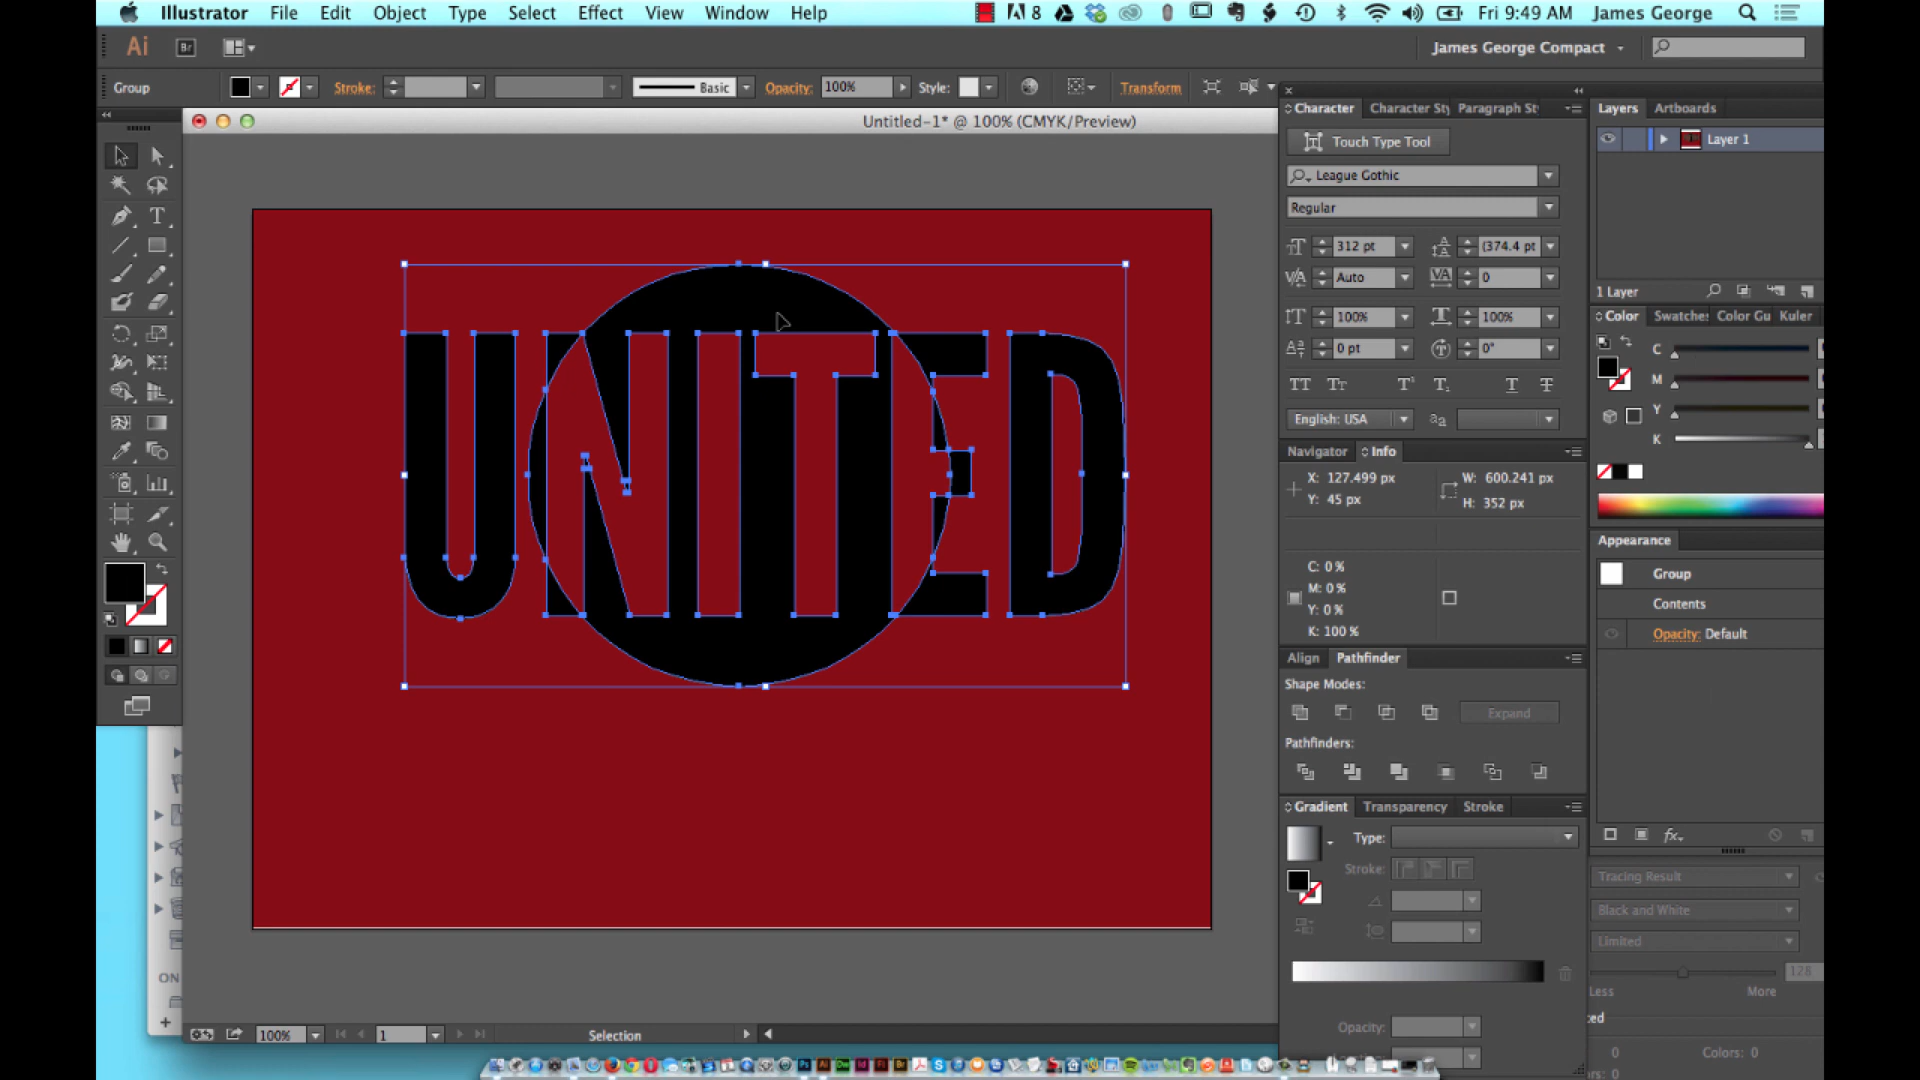 Illustrator File Edit Object Type Select Effect View Window Help
8 Fri 9:49 AM James George
Ai Br James George Compact
Group Stroke: Basic Opacity: 100% Style: Transform
Untitled-1* @ 100% (CMYK/Preview)
UNITED
100% 1 Selection
ON
Character Character Sty Paragraph St
Touch Type Tool
League Gothic
Regular
312 pt (374.4 pt
Auto 0
100% 100%
0 pt 0°
English: USA
Navigator Info
X: 127.499 px W: 600.241 px
Y: 45 px H: 352 px
C: 0 %
M: 0 %
Y: 0 %
K: 100 %
Align Pathfinder
Shape Modes:
Expand
Pathfinders:
Gradient Transparency Stroke
Type:
Stroke:
Opacity:
Location:
Layers Artboards
Layer 1
1 Layer
Color Swatches Color Gu Kuler
C
M
Y
K
Appearance
Group
Contents
Opacity: Default
fx
Tracing Result
Black and White
Limited
128
Less More
ed
0 Colors: 0
0